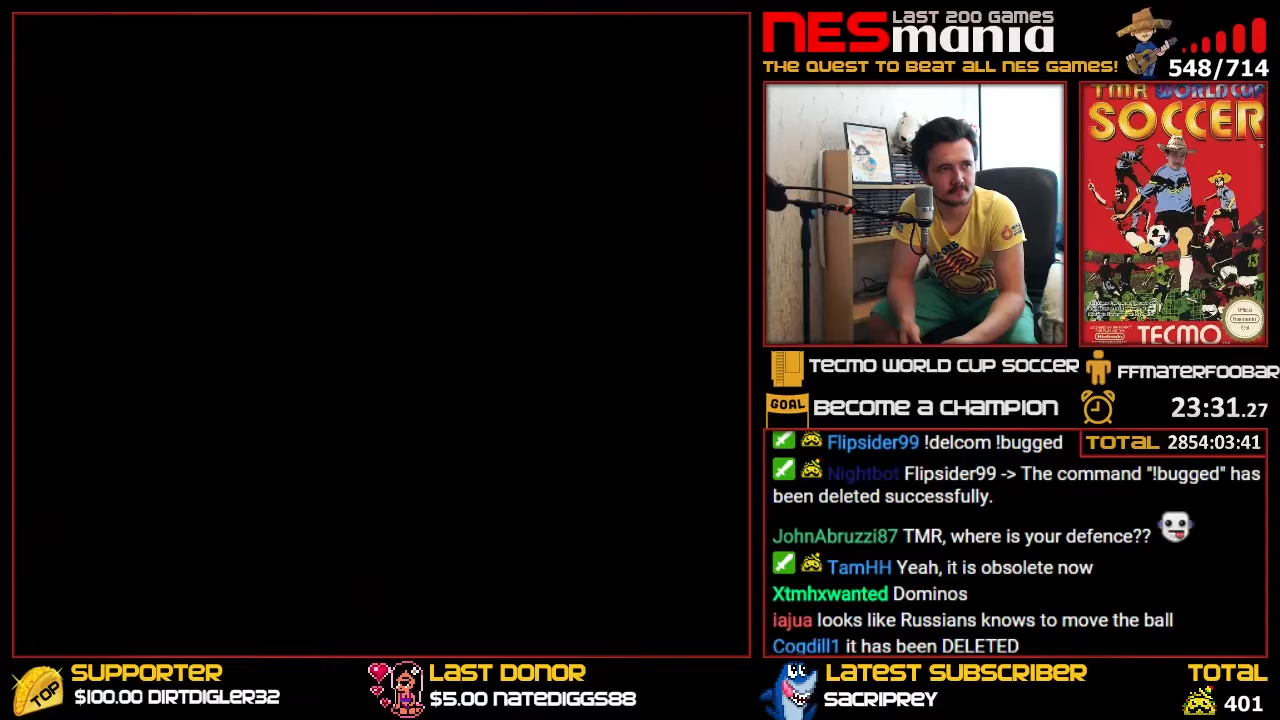 NESmania
LAST 200 GAMES
THE QUEST TO BEAT ALL NES GAMES!
548/714
TMR WORLD CUP
SOCCER
13
TECMO
TECMO WORLD CUP SOCCER
FFMATERFOOBAR
GOAL
BECOME A CHAMPION
23:31.27
TOTAL 2854:03:41
Flipsider99 !delcom !bugged
Nightbot Flipsider99 -> The command "!bugged" has
been deleted successfully.
JohnAbruzzi87 TMR, where is your defence??
TamHH Yeah, it is obsolete now
Xtmhxwanted Dominos
iajua looks like Russians knows to move the ball
Cogdill1 it has been DELETED
TOP
SUPPORTER
$100.00 DIRTDIGLER32
LAST DONOR
$5.00 NATEDIGGS88
LATEST SUBSCRIBER
SACRIPREY
TOTAL
401